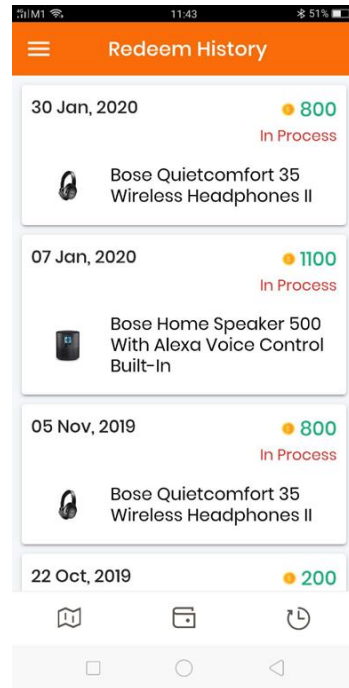 M1 11:43 51%
Redeem History
30 Jan, 2020 800
In Process
Bose Quietcomfort 35
Wireless Headphones II
07 Jan, 2020 1100
In Process
Bose Home Speaker 500
With Alexa Voice Control
Built-In
05 Nov, 2019 800
In Process
Bose Quietcomfort 35
Wireless Headphones II
22 Oct, 2019 200